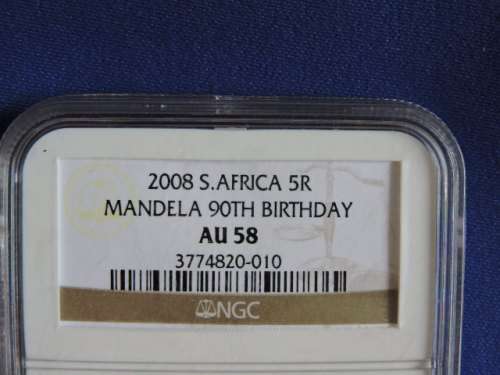 2008 S.AFRICA 5R
MANDELA 90TH BIRTHDAY
AU 58
3774820-010
NGC